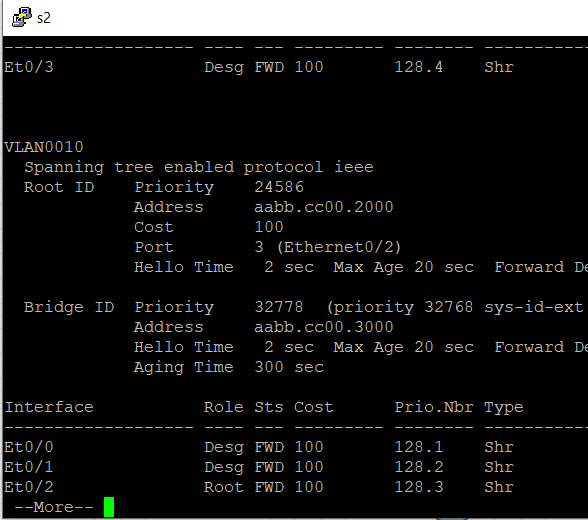 s2
------------------- ---- --- --------- -------- -----------
Et0/3               Desg FWD 100       128.4    Shr
VLAN0010
  Spanning tree enabled protocol ieee
  Root ID    Priority    24586
             Address     aabb.cc00.2000
             Cost        100
             Port        3 (Ethernet0/2)
             Hello Time   2 sec  Max Age 20 sec  Forward De
  Bridge ID  Priority    32778  (priority 32768 sys-id-ext
             Address     aabb.cc00.3000
             Hello Time   2 sec  Max Age 20 sec  Forward De
             Aging Time  300 sec
Interface           Role Sts Cost      Prio.Nbr Type
------------------- ---- --- --------- -------- -----------
Et0/0               Desg FWD 100       128.1    Shr
Et0/1               Desg FWD 100       128.2    Shr
Et0/2               Root FWD 100       128.3    Shr
 --More--